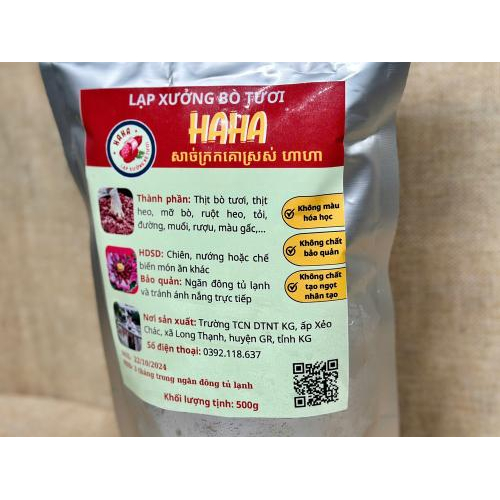 LẠP XƯỞNG BÒ TƯƠI
HAHA
សាច់ក្រកគោស្រស់ ហាហា
HAHA
LẠP XƯỞNG BÒ TƯƠI
Thành phần: Thịt bò tươi, thịt
heo, mỡ bò, ruột heo, tỏi,
đường, muối, rượu, màu gấc,...
Không màu
hóa học
Không chất
bảo quản
Không chất
tạo ngọt
nhân tạo
HDSD: Chiên, nướng hoặc chế
biến món ăn khác
Bảo quản: Ngăn đông tủ lạnh
và tránh ánh nắng trực tiếp
Nơi sản xuất: Trường TCN DTNT KG, ấp Xẻo
Chác, xã Long Thạnh, huyện GR, tỉnh KG
Số điện thoại: 0392.118.637
22/10/2024
3 tháng trong ngăn đông tủ lạnh
Khối lượng tịnh: 500g